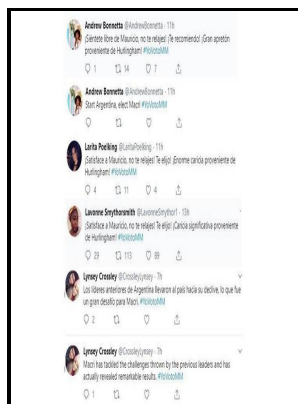 Andrew Bonnetta @AndrewBonnetta · 11h
¡Siéntete libre de Mauricio, no te relajes! ¡Te recomiendo! ¡Gran apretón
proveniente de Hurlingham! #YoVotoMM
1 14 7
Andrew Bonnetta @AndrewBonnetta · 11h
Start Argentina, elect Macri #YoVotoMM
Larita Poelking @LaritaPoelking · 11h
¡Satisface a Mauricio, no te relajes! Te elijo! ¡Enorme caricia proveniente de
Hurlingham! #YoVotoMM
4 11 4
Lavonne Smythorsmith @LavonneSmythor1 · 13h
¡Satisface a Mauricio, no te relajes! Te elijo! ¡Caricia significativa proveniente
de Hurlingham! #YoVotoMM
29 113 89
Lynsey Crossley @CrossleyLynsey · 7h
Los líderes anteriores de Argentina llevaron al país hacia su declive, lo que fue
un gran desafío para Macri. #YoVotoMM
2
Lynsey Crossley @CrossleyLynsey · 7h
Macri has tackled the challenges thrown by the previous leaders and has
actually revealed remarkable results. #YoVotoMM
1